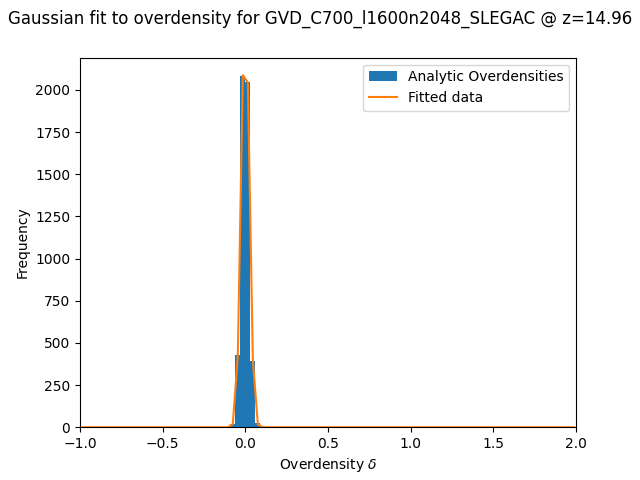 Gaussian fit to overdensity for GVD_C700_l1600n2048_SLEGAC @ z=14.96
Analytic Overdensities
Fitted data
Frequency
2000
1750
1500
1250
1000
750
500
250
0
−1.0 −0.5 0.0 0.5 1.0 1.5 2.0
Overdensity δ